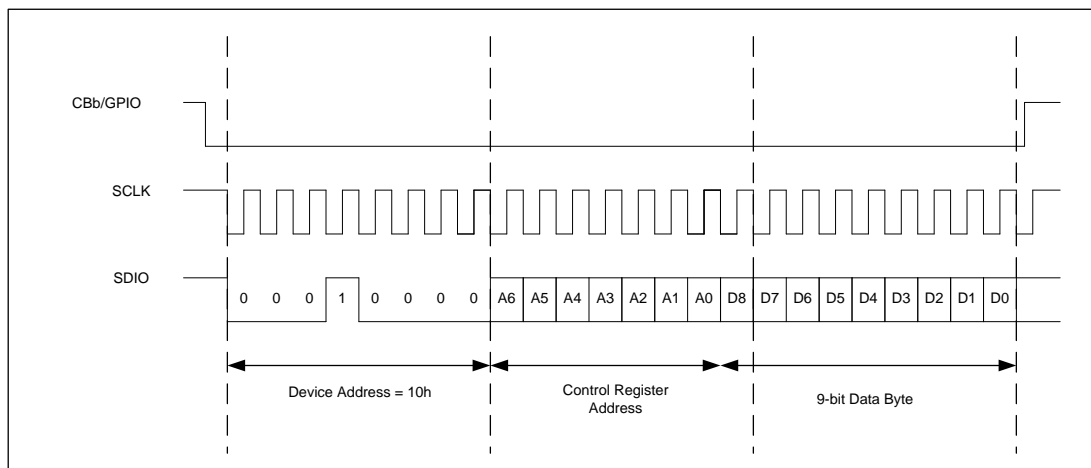 CBb/GPIO
SCLK
SDIO
0 0 0 1 0 0 0 0 A6 A5 A4 A3 A2 A1 A0 D8 D7 D6 D5 D4 D3 D2 D1 D0
Device Address = 10h
Control Register
Address
9-bit Data Byte